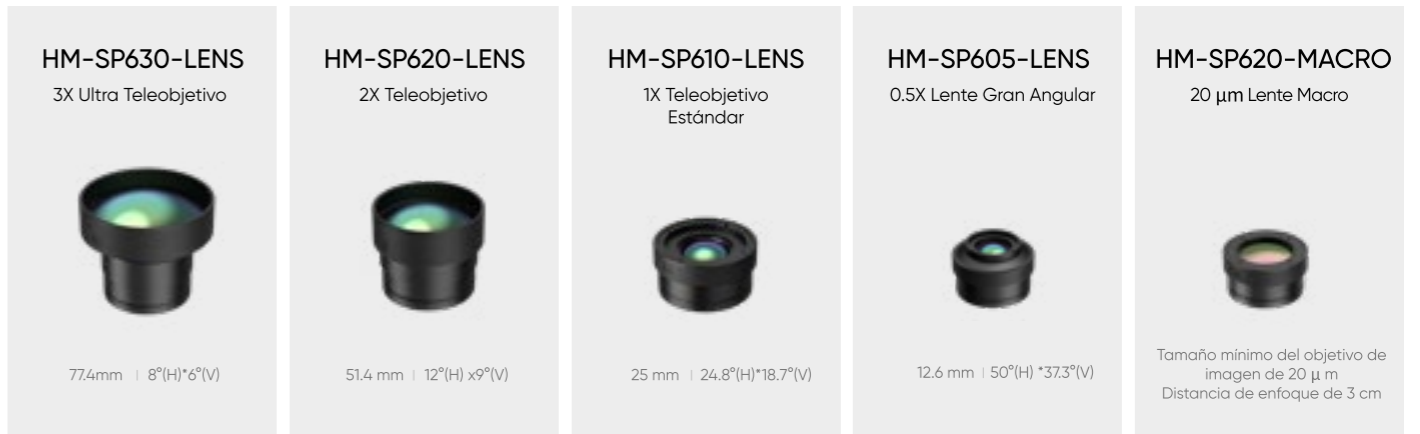 HM-SP630-LENS
3X Ultra Teleobjetivo
77.4mm | 8°(H)*6°(V)
HM-SP620-LENS
2X Teleobjetivo
51.4 mm | 12°(H) x9°(V)
HM-SP610-LENS
1X Teleobjetivo
Estándar
25 mm | 24.8°(H)*18.7°(V)
HM-SP605-LENS
0.5X Lente Gran Angular
12.6 mm | 50°(H) *37.3°(V)
HM-SP620-MACRO
20 μm Lente Macro
Tamaño mínimo del objetivo de
imagen de 20 μ m
Distancia de enfoque de 3 cm